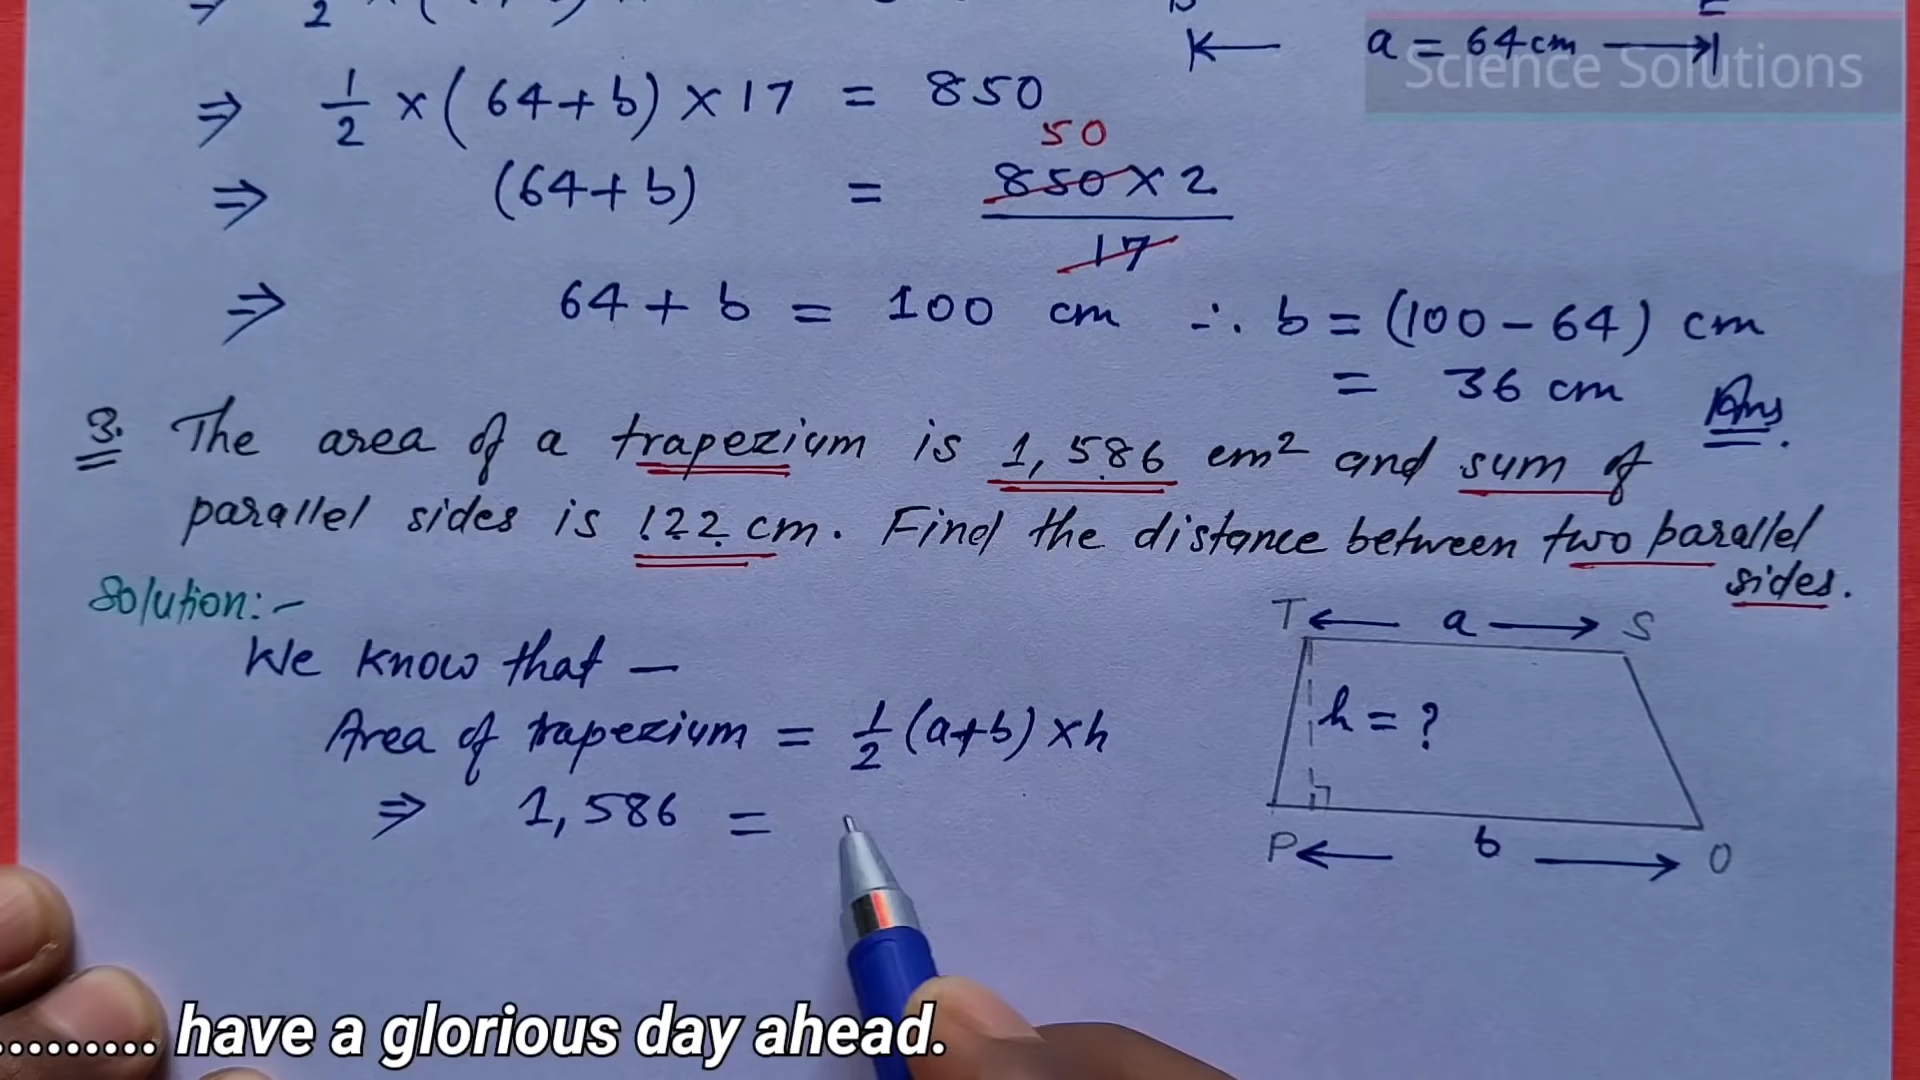 a = 64 cm
Science Solutions
⇒ 1/2 × (64 + b) × 17 = 850
50
⇒ (64 + b) = 850 × 2 / 17
⇒ 64 + b = 100 cm ∴ b = (100 - 64) cm
= 36 cm Ans.
3. The area of a trapezium is 1,586 cm² and sum of
parallel sides is 122 cm. Find the distance between two parallel
sides.
Solution:-
We know that —
Area of trapezium = 1/2 (a+b) × h
⇒ 1,586 =
T ← a → S
h = ?
P ← b → O
.......... have a glorious day ahead.